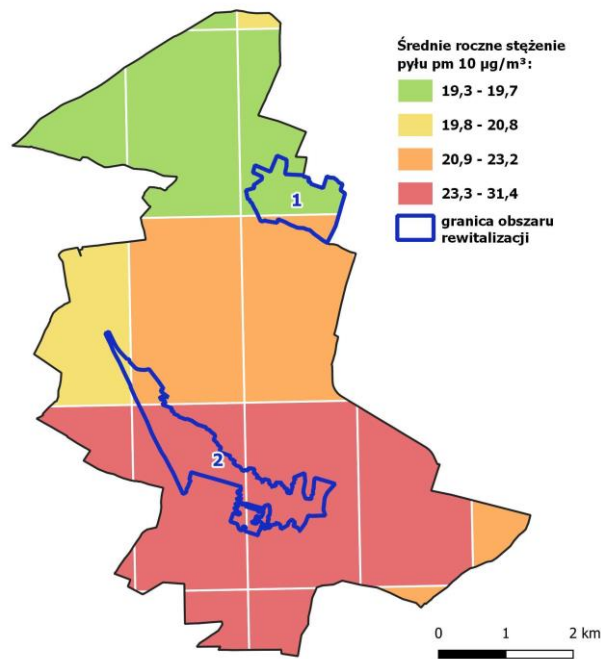 Średnie roczne stężenie
pyłu pm 10 µg/m³:
19,3 - 19,7
19,8 - 20,8
20,9 - 23,2
23,3 - 31,4
granica obszaru
rewitalizacji
1
2
0 1 2 km